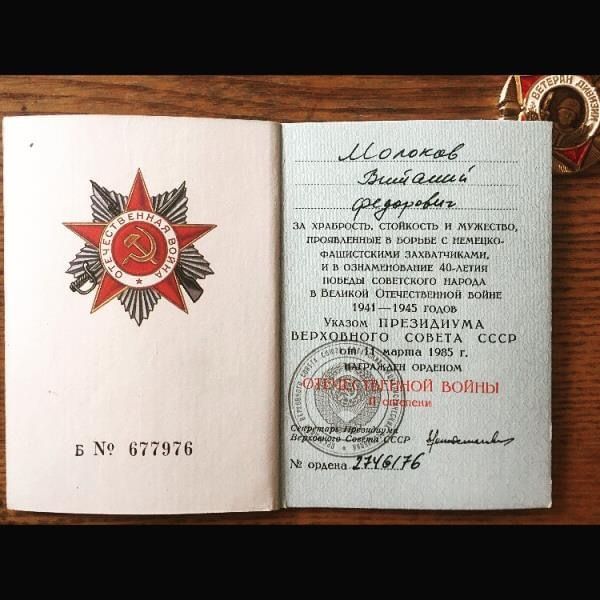 ОТЕЧЕСТВЕННАЯ ВОЙНА
Б № 677976
Молоков
Виталий
Федорович
ЗА ХРАБРОСТЬ, СТОЙКОСТЬ И МУЖЕСТВО,
ПРОЯВЛЕННЫЕ В БОРЬБЕ С НЕМЕЦКО-
ФАШИСТСКИМИ ЗАХВАТЧИКАМИ,
И В ОЗНАМЕНОВАНИЕ 40-ЛЕТИЯ
ПОБЕДЫ СОВЕТСКОГО НАРОДА
В ВЕЛИКОЙ ОТЕЧЕСТВЕННОЙ ВОЙНЕ
1941—1945 ГОДОВ
УКАЗОМ ПРЕЗИДИУМА
ВЕРХОВНОГО СОВЕТА СССР
от 11 марта 1985 г.
НАГРАЖДЕН ОРДЕНОМ
ОТЕЧЕСТВЕННОЙ ВОЙНЫ
II степени
Секретарь Президиума
Верховного Совета СССР
№ ордена 2746176
ВЕТЕРАН ДИВИЗИИ